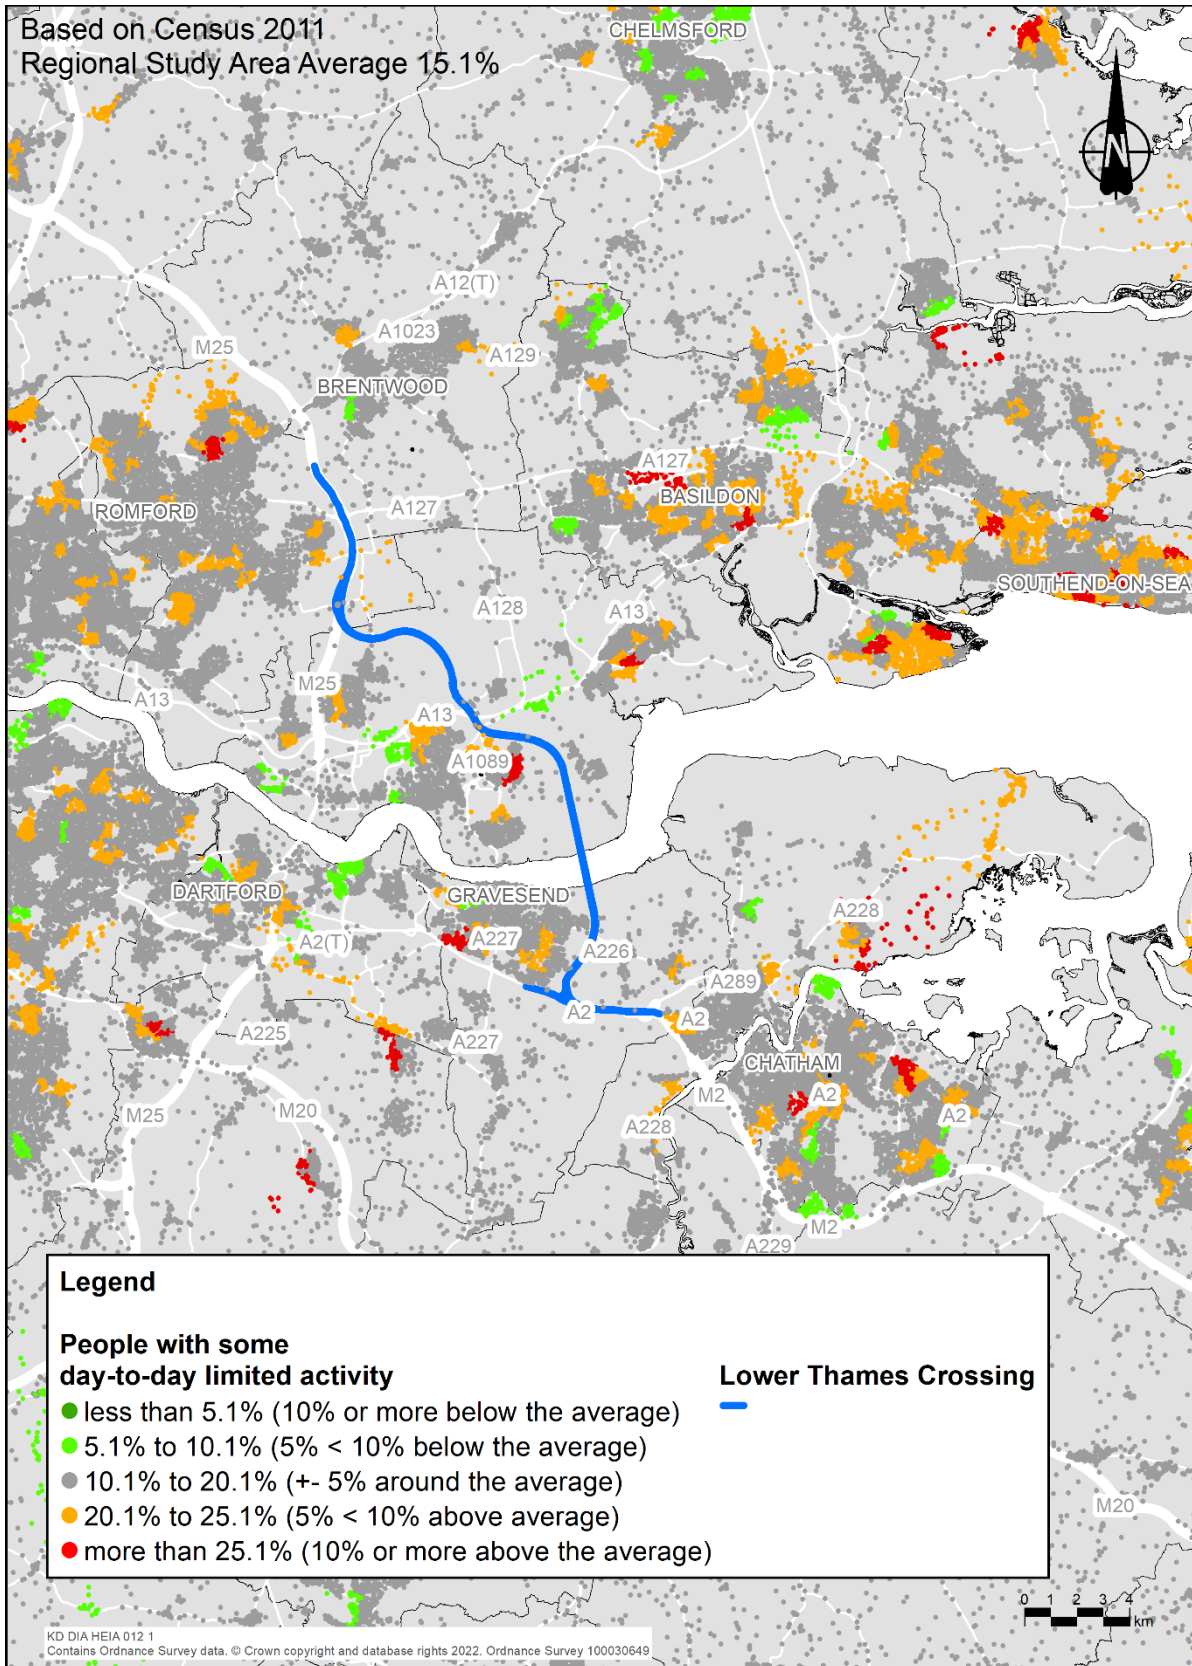 Based on Census 2011
Regional Study Area Average 15.1%
CHELMSFORD
N
A12(T)
A1023
M25
A129
BRENTWOOD
A127
BASILDON
ROMFORD
A127
SOUTHEND-ON-SEA
A128
A13
M25
A13
A13
A1089
DARTFORD
GRAVESEND
A228
A227
A2(T)
A226
A289
A2
A2
A225
A227
CHATHAM
M2
A2
A2
M25
M20
A228
M2
A229
Legend
People with some
day-to-day limited activity
Lower Thames Crossing
less than 5.1% (10% or more below the average)
5.1% to 10.1% (5% < 10% below the average)
10.1% to 20.1% (+- 5% around the average)
20.1% to 25.1% (5% < 10% above average)
more than 25.1% (10% or more above the average)
M20
0 1 2 3 4
km
KD DIA HEIA 012 1
Contains Ordnance Survey data. © Crown copyright and database rights 2022. Ordnance Survey 100030649